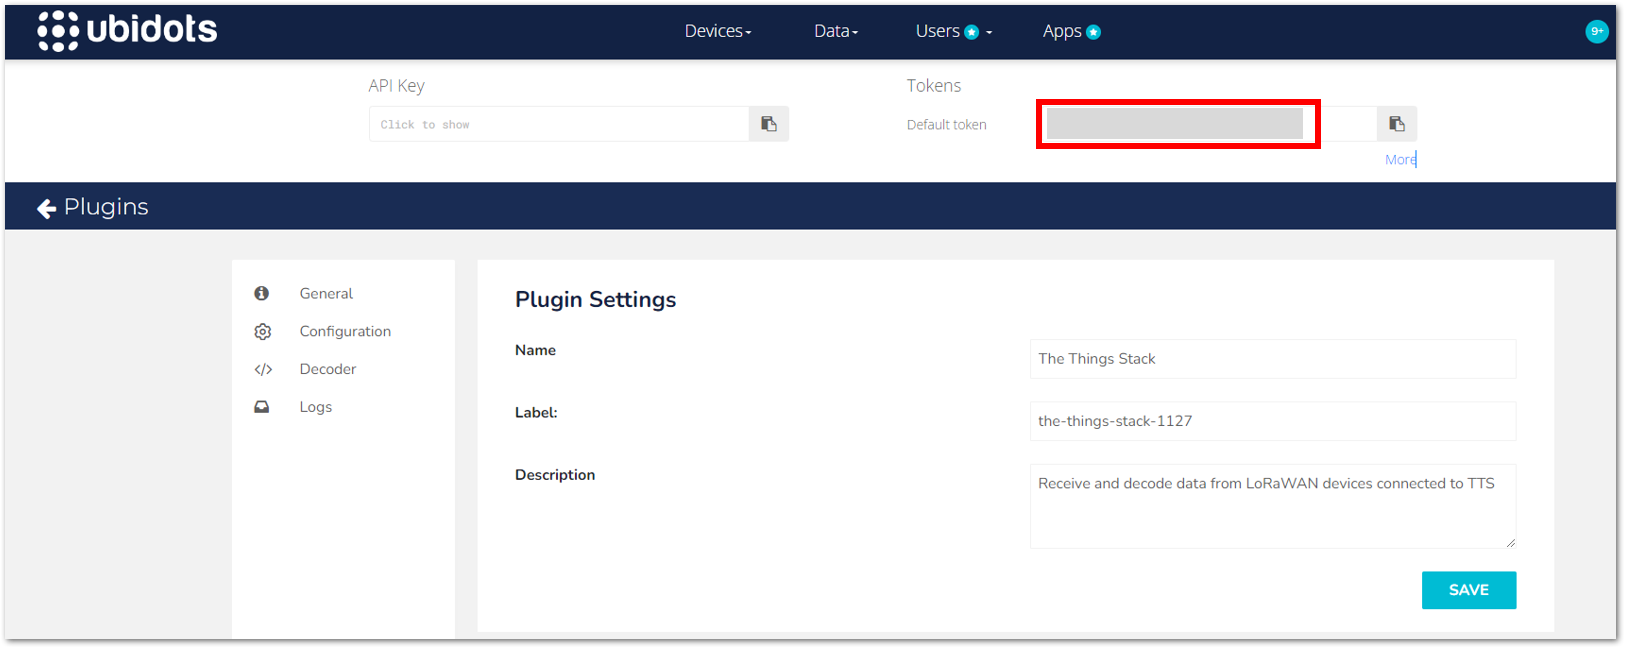 ubidots
Devices
Data
Users
Apps
9+
API Key
Tokens
Click to show
Default token
More
Plugins
General
Configuration
Decoder
Logs
Plugin Settings
Name
The Things Stack
Label:
the-things-stack-1127
Description
Receive and decode data from LoRaWAN devices connected to TTS
SAVE